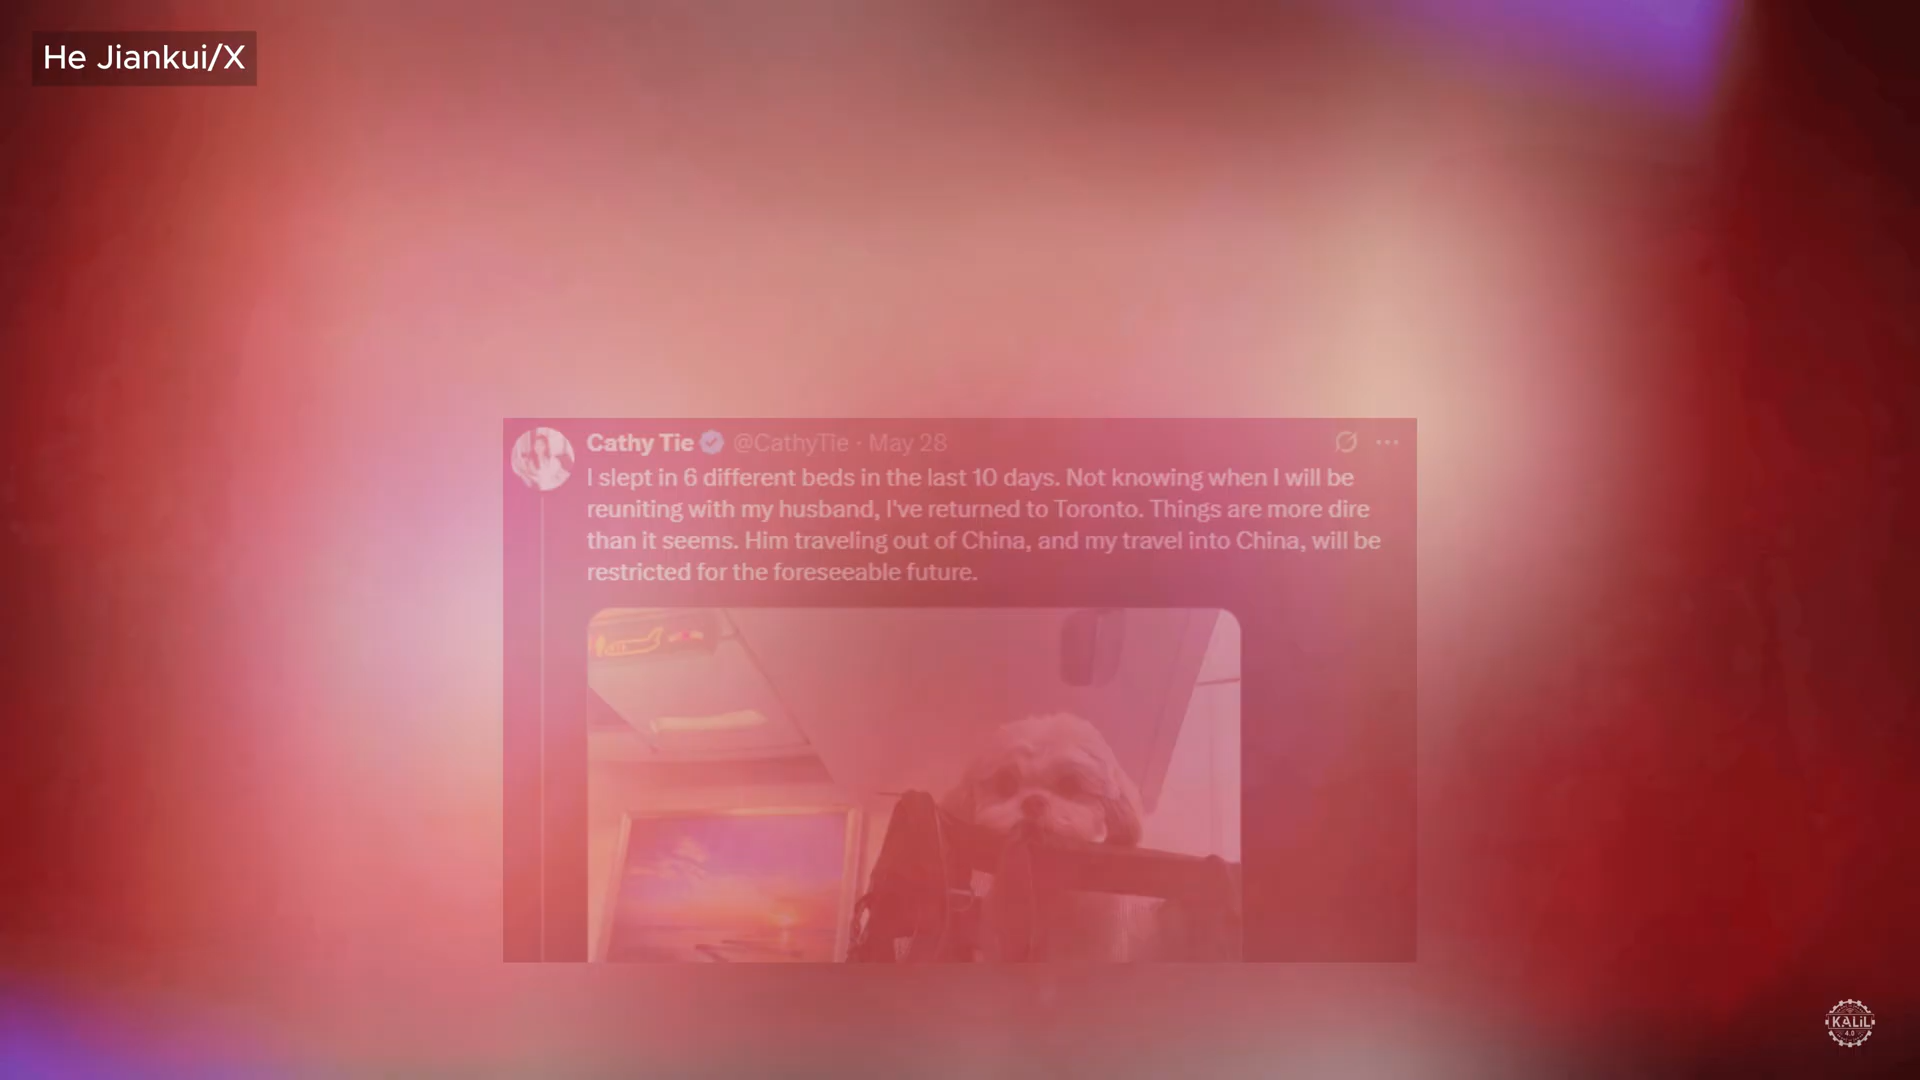 He Jiankui/X
Cathy Tie @CathyTie · May 28
I slept in 6 different beds in the last 10 days. Not knowing when I will be
reuniting with my husband, I've returned to Toronto. Things are more dire
than it seems. Him traveling out of China, and my travel into China, will be
restricted for the foreseeable future.
KALiL
4.0